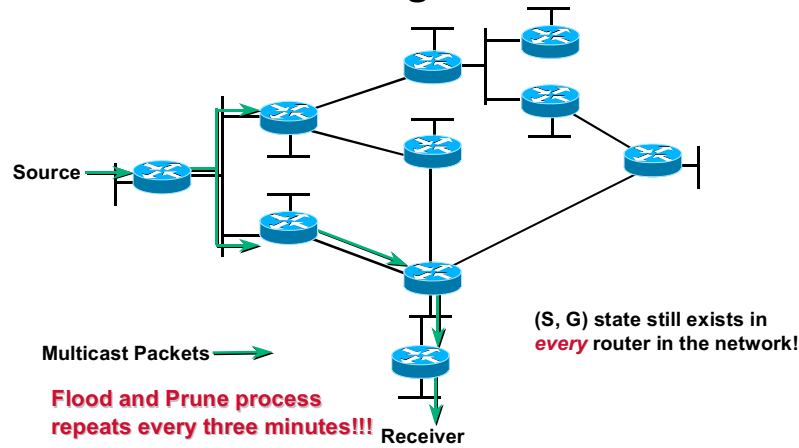 Source
(S, G) state still exists in
every router in the network!
Multicast Packets
Flood and Prune process
repeats every three minutes!!!
Receiver